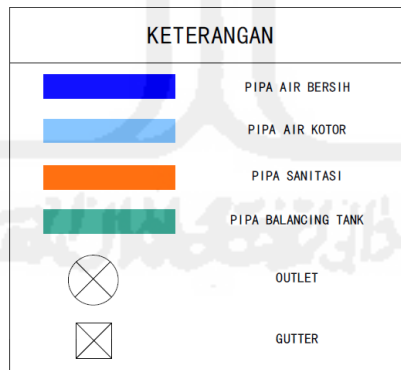 KETERANGAN
PIPA AIR BERSIH
PIPA AIR KOTOR
PIPA SANITASI
PIPA BALANCING TANK
OUTLET
GUTTER